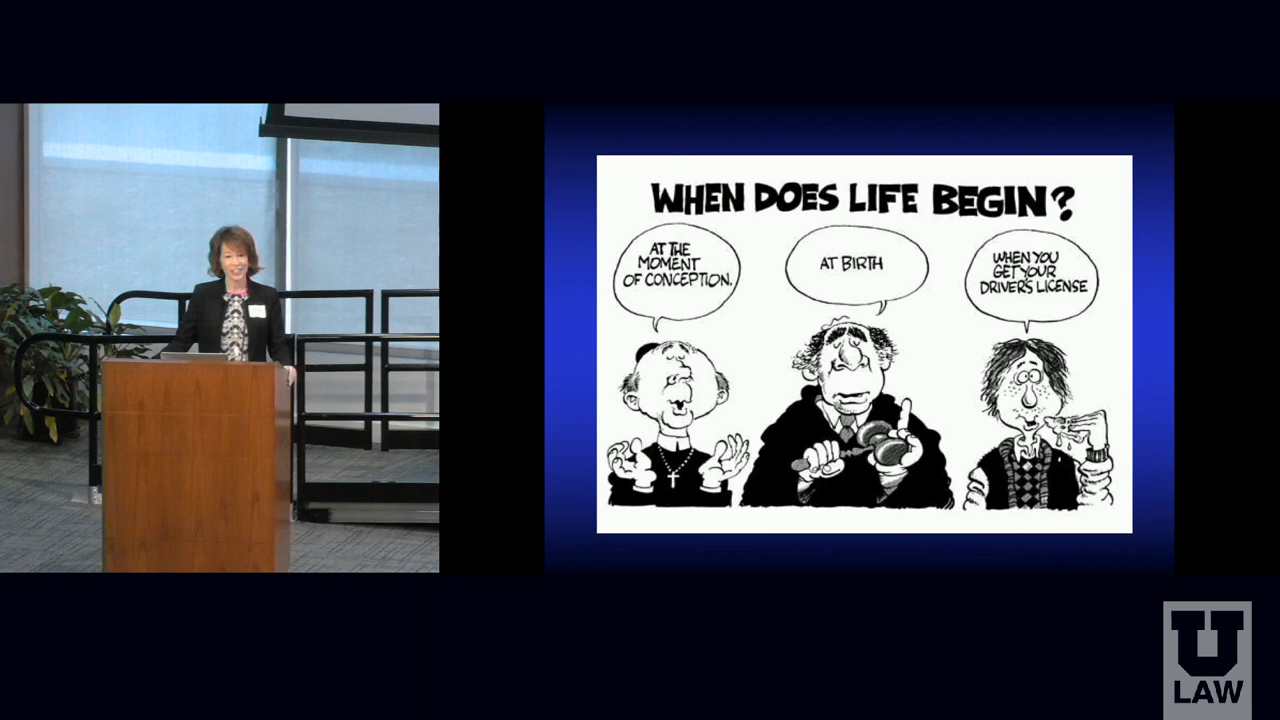 WHEN DOES LIFE BEGIN?
AT THE
MOMENT
OF CONCEPTION.
AT BIRTH
WHEN YOU
GET YOUR
DRIVER'S LICENSE
U
LAW